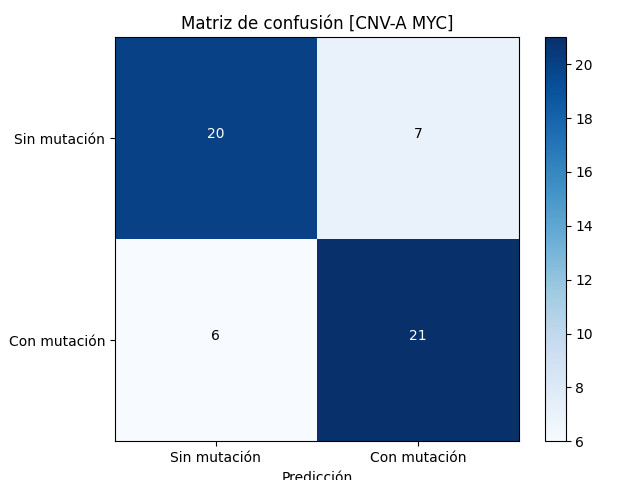 Matriz de confusión [CNV-A MYC]
Sin mutación
20
7
Con mutación
6
21
Sin mutación
Con mutación
Predicción
20
18
16
14
12
10
8
6